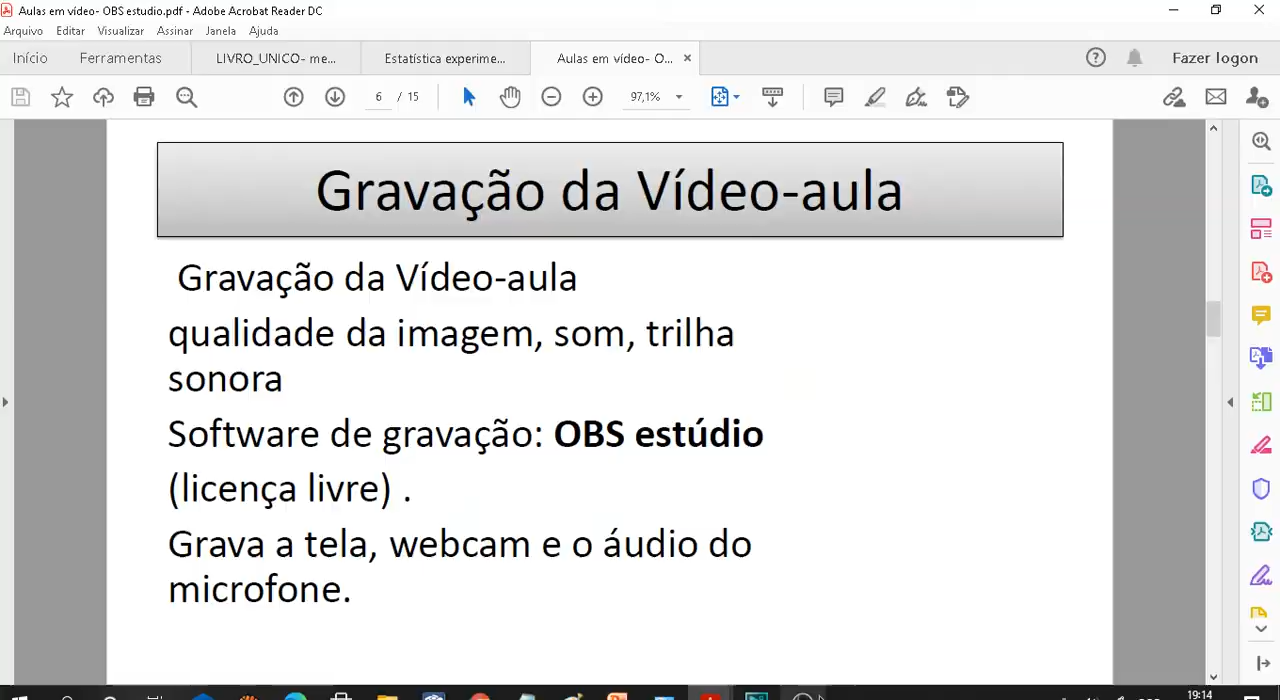 Aulas em vídeo- OBS estudio.pdf - Adobe Acrobat Reader DC
Arquivo Editar Visualizar Assinar Janela Ajuda
Início Ferramentas LIVRO_UNICO- me... Estatística experime... Aulas em vídeo- O... × Fazer logon
6 / 15 97,1%
Gravação da Vídeo-aula
Gravação da Vídeo-aula
qualidade da imagem, som, trilha
sonora
Software de gravação: OBS estúdio
(licença livre) .
Grava a tela, webcam e o áudio do
microfone.
19:14